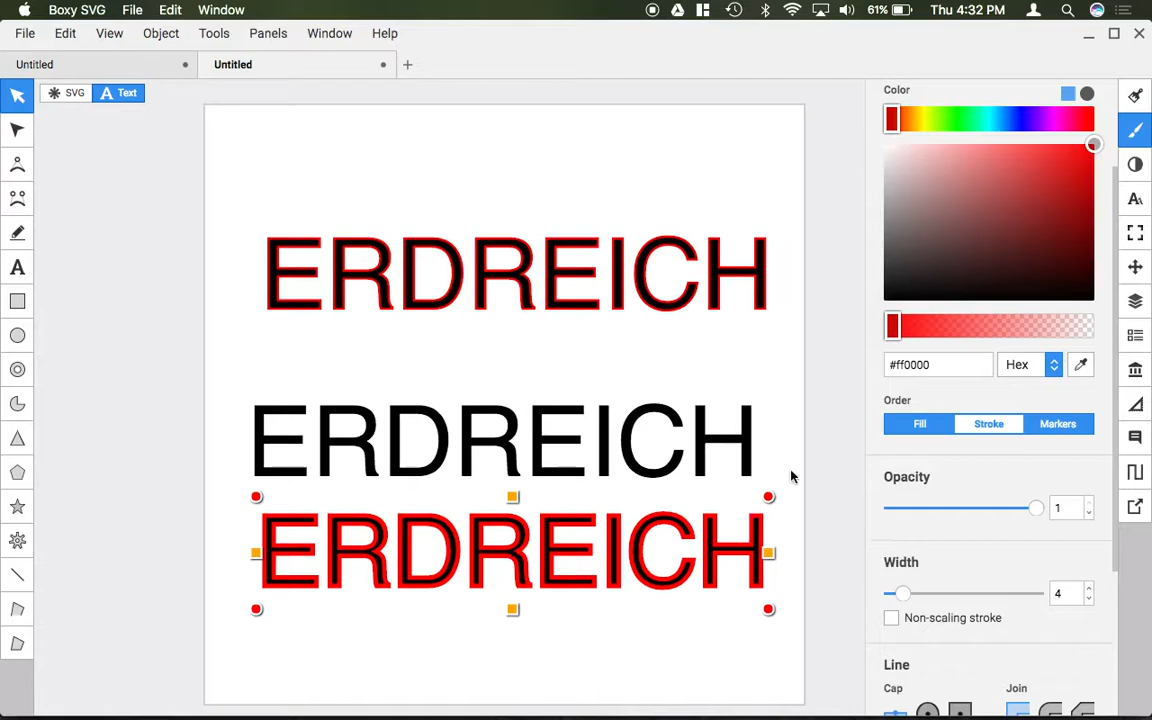 Boxy SVG File Edit Window 61% Thu 4:32 PM
File Edit View Object Tools Panels Window Help
Untitled Untitled
SVG A Text
Color
ERDREICH
#ff0000 Hex
Order
Fill Stroke Markers
ERDREICH
Opacity
1
ERDREICH
Width
4
Non-scaling stroke
Line
Cap Join